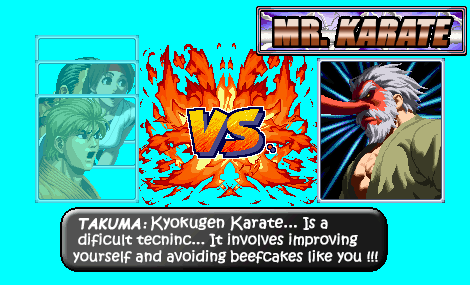 MR. KARATE
VS
TAKUMA: Kyokugen Karate... Is a
dificult tecninc... It involves improving
yourself and avoiding beefcakes like you !!!